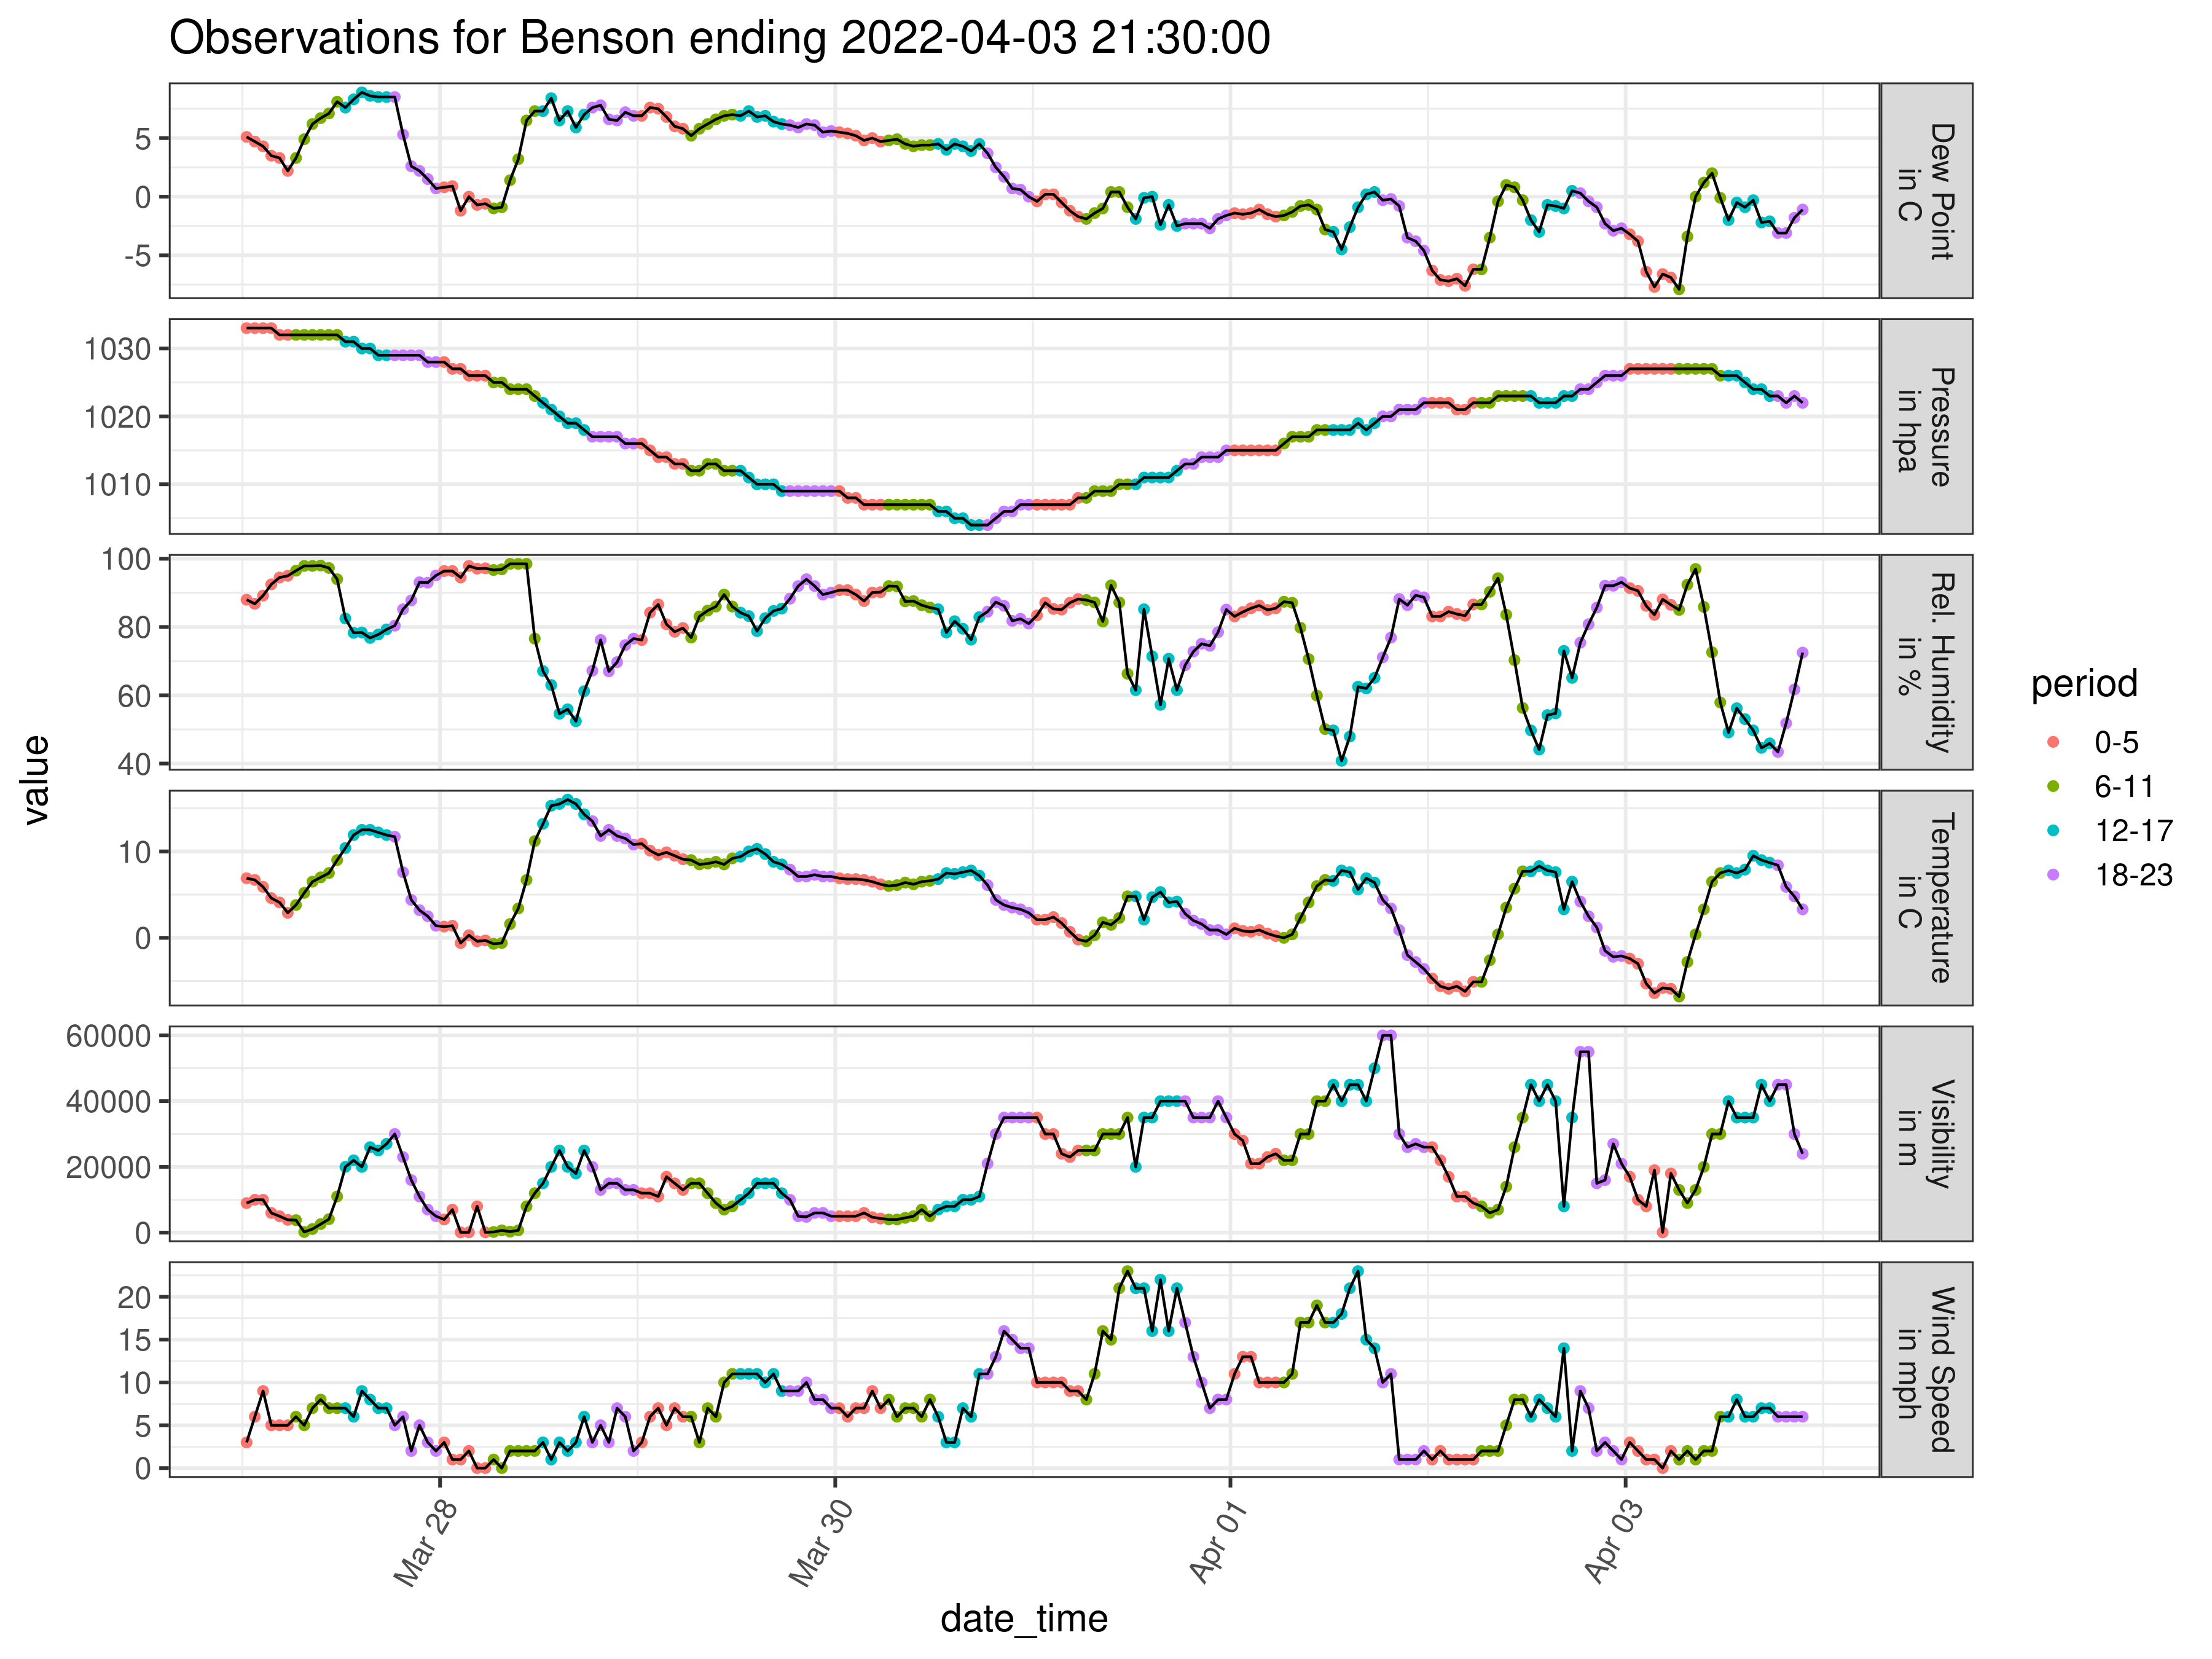 Observations for Benson ending 2022-04-03 21:30:00
value
5
0
-5
Dew Point
in C
1030
1020
1010
Pressure
in hpa
100
80
60
40
Rel. Humidity
in %
10
0
Temperature
in C
60000
40000
20000
0
Visibility
in m
20
15
10
5
0
Wind Speed
in mph
Mar 28
Mar 30
Apr 01
Apr 03
date_time
period
0-5
6-11
12-17
18-23